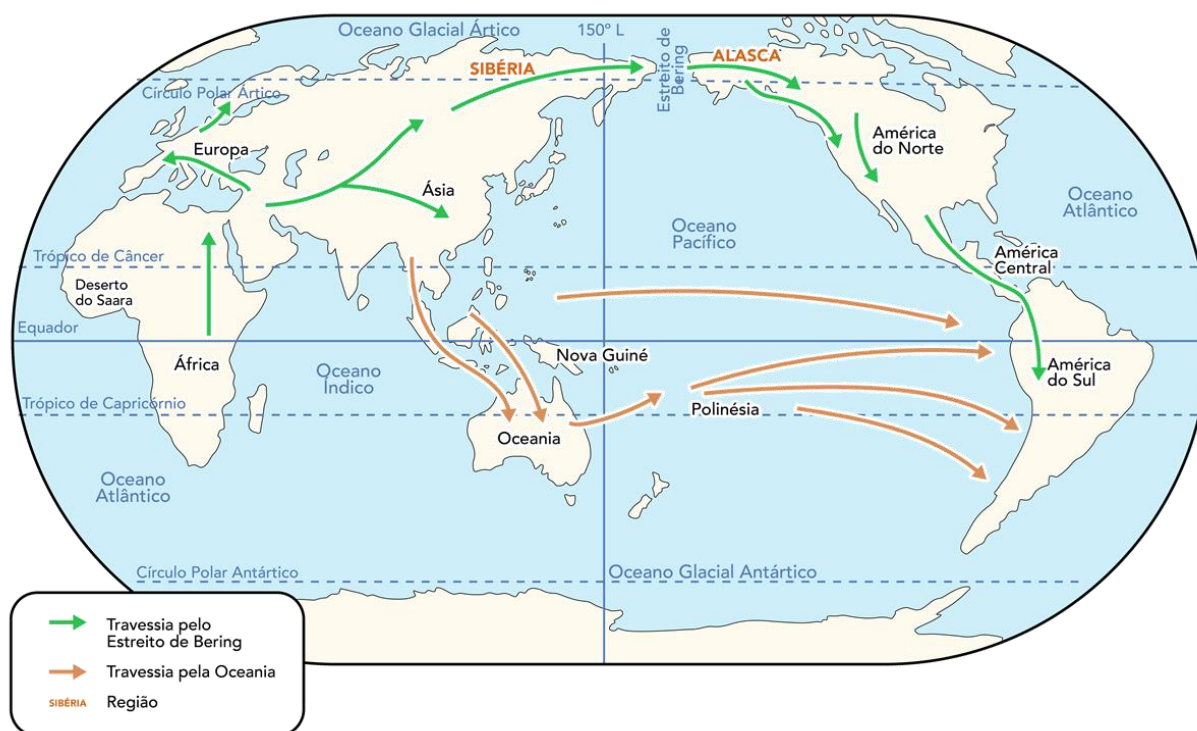 Oceano Glacial Ártico
150º L
SIBÉRIA
Estreito de
Bering
ALASCA
Círculo Polar Ártico
Europa
América
do Norte
Ásia
Oceano
Atlântico
Oceano
Pacífico
Trópico de Câncer
América
Central
Deserto
do Saara
Equador
África
Oceano
Índico
Nova Guiné
América
do Sul
Trópico de Capricórnio
Polinésia
Oceania
Oceano
Atlântico
Círculo Polar Antártico
Oceano Glacial Antártico
Travessia pelo
Estreito de Bering
Travessia pela Oceania
SIBÉRIA Região